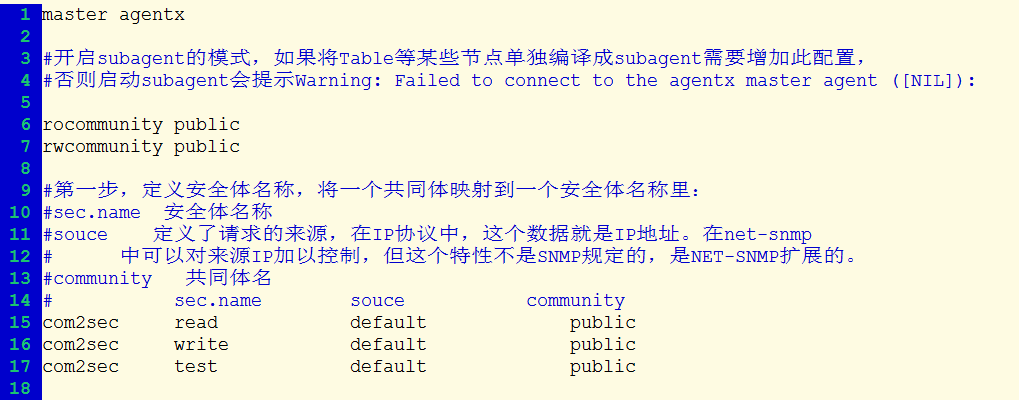 1 master agentx
2
3 #开启subagent的模式，如果将Table等某些节点单独编译成subagent需要增加此配置，
4 #否则启动subagent会提示Warning: Failed to connect to the agentx master agent ([NIL]):
5
6 rocommunity public
7 rwcommunity public
8
9 #第一步，定义安全体名称，将一个共同体映射到一个安全体名称里：
10 #sec.name  安全体名称
11 #souce    定义了请求的来源，在IP协议中，这个数据就是IP地址。在net-snmp
12 #      中可以对来源IP加以控制，但这个特性不是SNMP规定的，是NET-SNMP扩展的。
13 #community   共同体名
14 #           sec.name        souce           community
15 com2sec     read            default             public
16 com2sec     write           default             public
17 com2sec     test            default             public
18